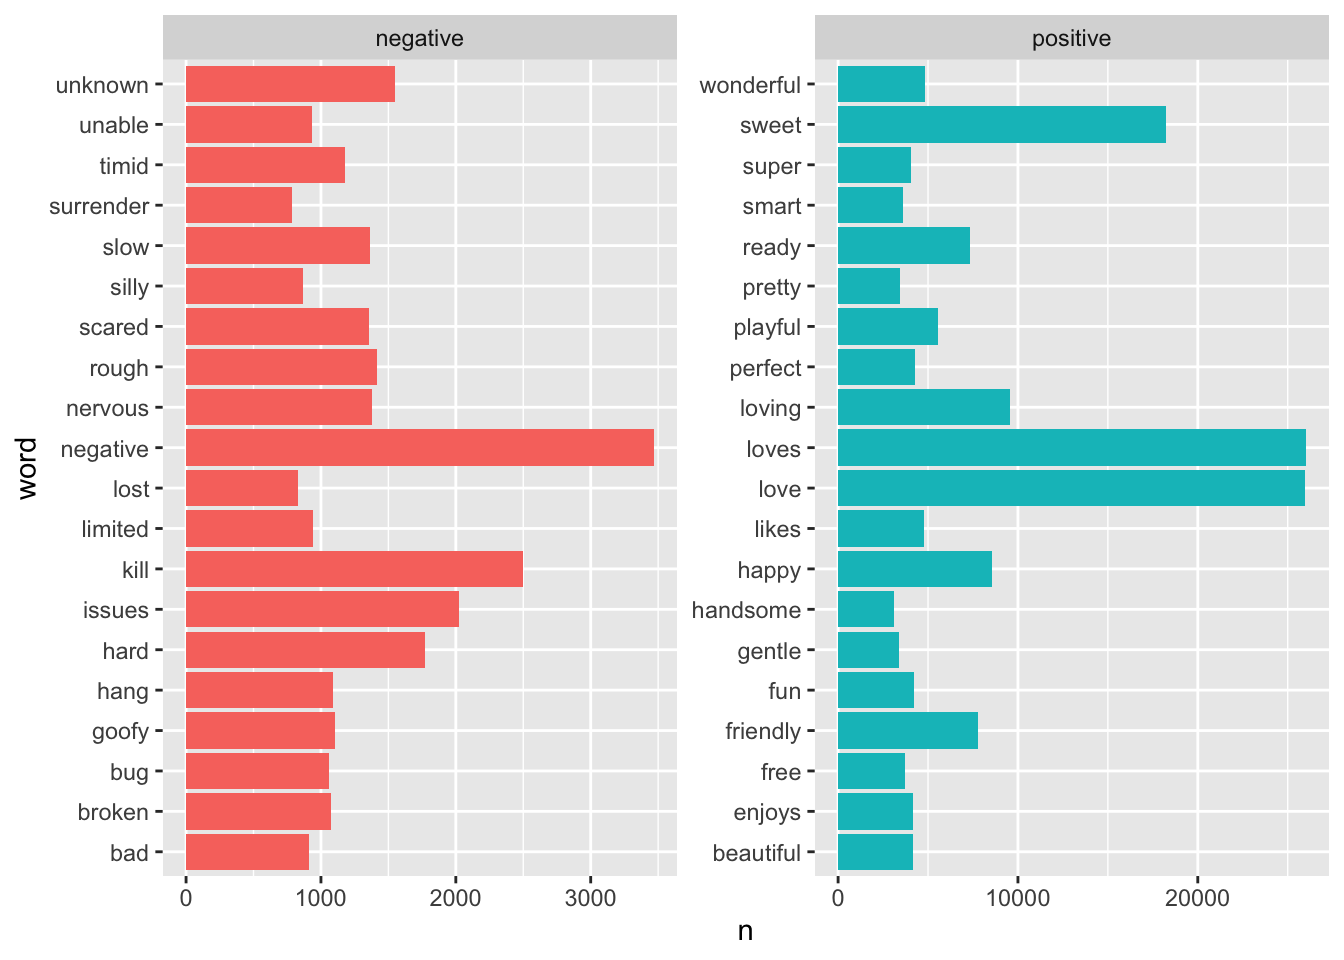 negative
positive
word
unknown
unable
timid
surrender
slow
silly
scared
rough
nervous
negative
lost
limited
kill
issues
hard
hang
goofy
bug
broken
bad
0 1000 2000 3000
wonderful
sweet
super
smart
ready
pretty
playful
perfect
loving
loves
love
likes
happy
handsome
gentle
fun
friendly
free
enjoys
beautiful
0 10000 20000
n